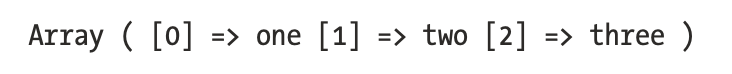 Array ( [0] => one [1] => two [2] => three )